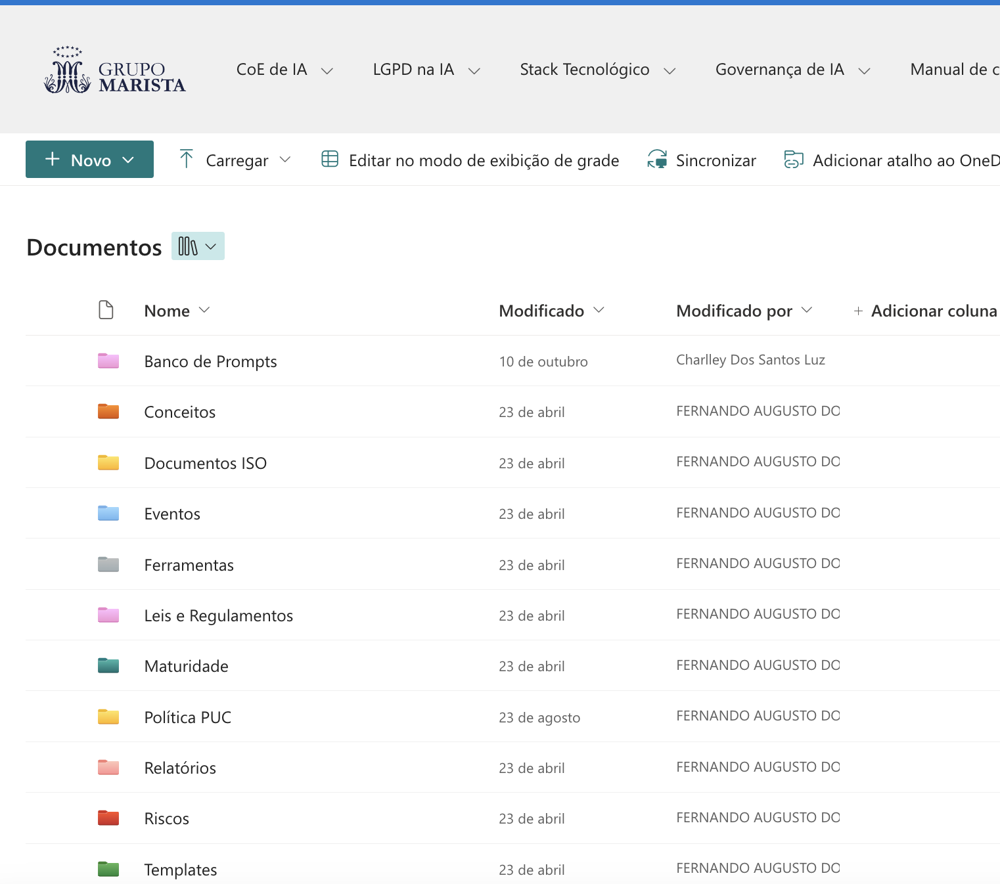 GRUPO
MARISTA
CoE de IA
LGPD na IA
Stack Tecnológico
Governança de IA
Manual de c
Novo
Carregar
Editar no modo de exibição de grade
Sincronizar
Adicionar atalho ao OneD
Documentos
Nome Modificado Modificado por + Adicionar coluna
Banco de Prompts 10 de outubro Charlley Dos Santos Luz
Conceitos 23 de abril FERNANDO AUGUSTO DO
Documentos ISO 23 de abril FERNANDO AUGUSTO DO
Eventos 23 de abril FERNANDO AUGUSTO DO
Ferramentas 23 de abril FERNANDO AUGUSTO DO
Leis e Regulamentos 23 de abril FERNANDO AUGUSTO DO
Maturidade 23 de abril FERNANDO AUGUSTO DO
Política PUC 23 de agosto FERNANDO AUGUSTO DO
Relatórios 23 de abril FERNANDO AUGUSTO DO
Riscos 23 de abril FERNANDO AUGUSTO DO
Templates 23 de abril FERNANDO AUGUSTO DO